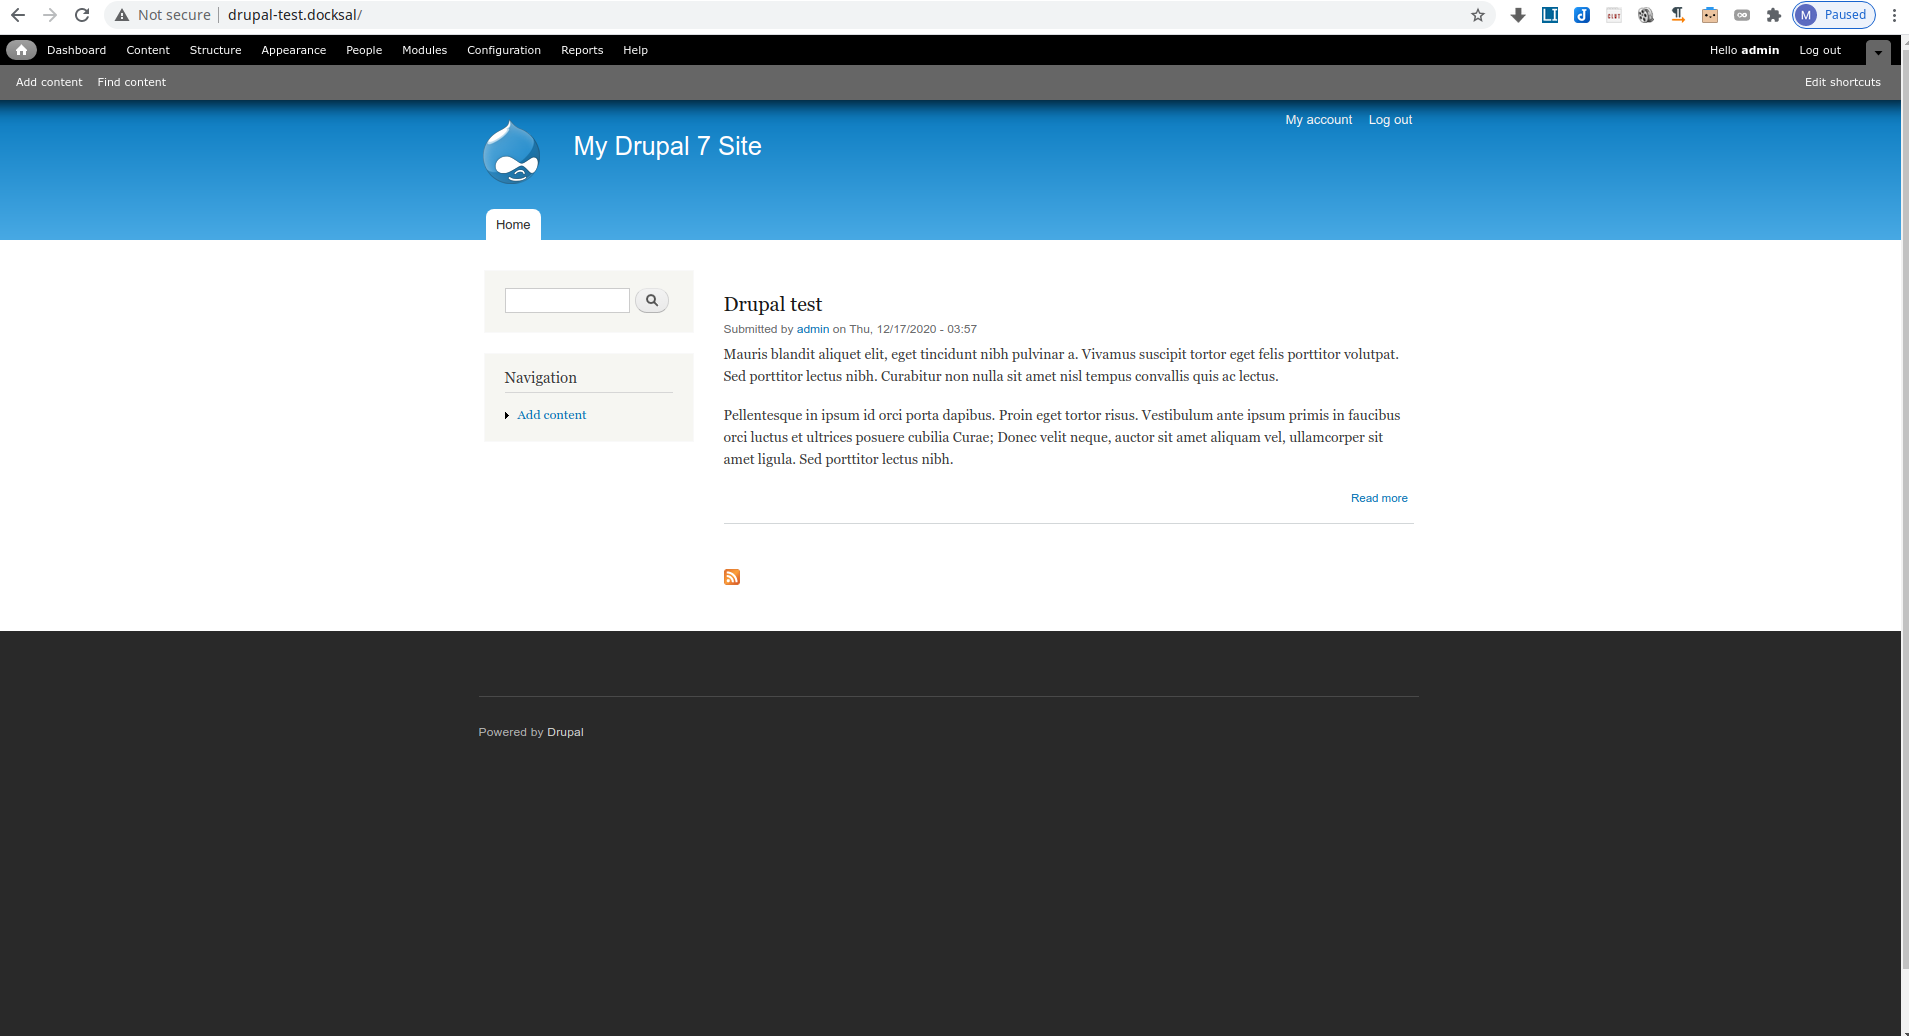 Not secure drupal-test.docksal/
M Paused
Dashboard Content Structure Appearance People Modules Configuration Reports Help Hello admin Log out
Add content Find content Edit shortcuts
My account Log out
My Drupal 7 Site
Home
Drupal test
Submitted by admin on Thu, 12/17/2020 - 03:57
Mauris blandit aliquet elit, eget tincidunt nibh pulvinar a. Vivamus suscipit tortor eget felis porttitor volutpat.
Sed porttitor lectus nibh. Curabitur non nulla sit amet nisl tempus convallis quis ac lectus.
Navigation
Add content
Pellentesque in ipsum id orci porta dapibus. Proin eget tortor risus. Vestibulum ante ipsum primis in faucibus
orci luctus et ultrices posuere cubilia Curae; Donec velit neque, auctor sit amet aliquam vel, ullamcorper sit
amet ligula. Sed porttitor lectus nibh.
Read more
Powered by Drupal